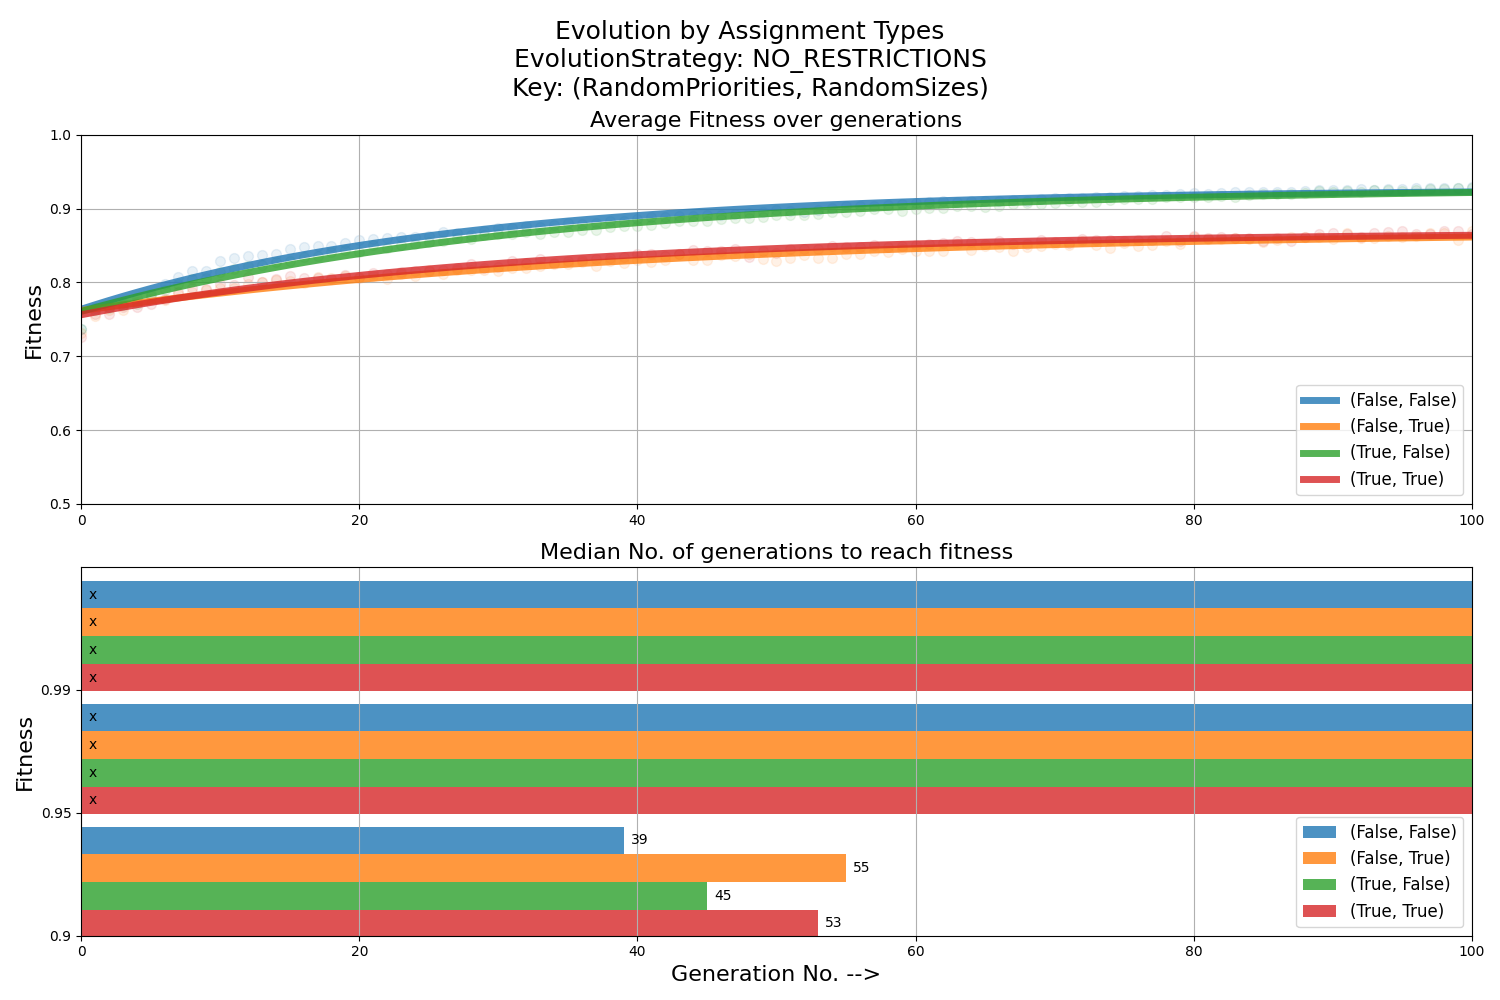 Evolution by Assignment Types
EvolutionStrategy: NO_RESTRICTIONS
Key: (RandomPriorities, RandomSizes)
Average Fitness over generations
1.0
0.9
0.8
0.7
0.6
0.5
Fitness
0 20 40 60 80 100
(False, False)
(False, True)
(True, False)
(True, True)
Median No. of generations to reach fitness
x
x
x
x
0.99
x
x
x
x
0.95
39
55
45
53
0.9
Fitness
(False, False)
(False, True)
(True, False)
(True, True)
0 20 40 60 80 100
Generation No. -->